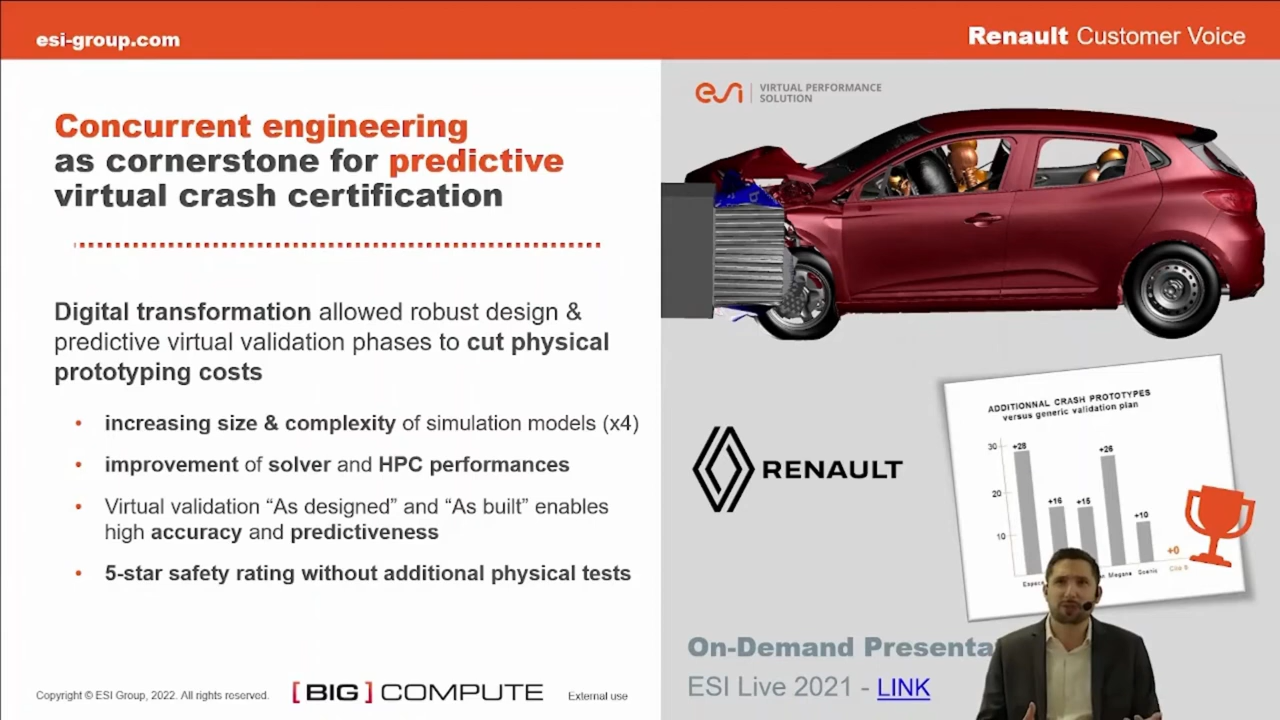 esi-group.com
Renault Customer Voice
Concurrent engineering
as cornerstone for predictive
virtual crash certification
Digital transformation allowed robust design &
predictive virtual validation phases to cut physical
prototyping costs
• increasing size & complexity of simulation models (x4)
• improvement of solver and HPC performances
• Virtual validation “As designed” and “As built” enables
high accuracy and predictiveness
• 5-star safety rating without additional physical tests
Copyright © ESI Group, 2022. All rights reserved.
[BIG] COMPUTE
External use
esi
VIRTUAL PERFORMANCE
SOLUTION
RENAULT
ADDITIONNAL CRASH PROTOTYPES
versus generic validation plan
30
20
10
+28
+16
+15
+26
+10
+0
Megane
Scenic
On-Demand
ESI Live 2021 - LINK